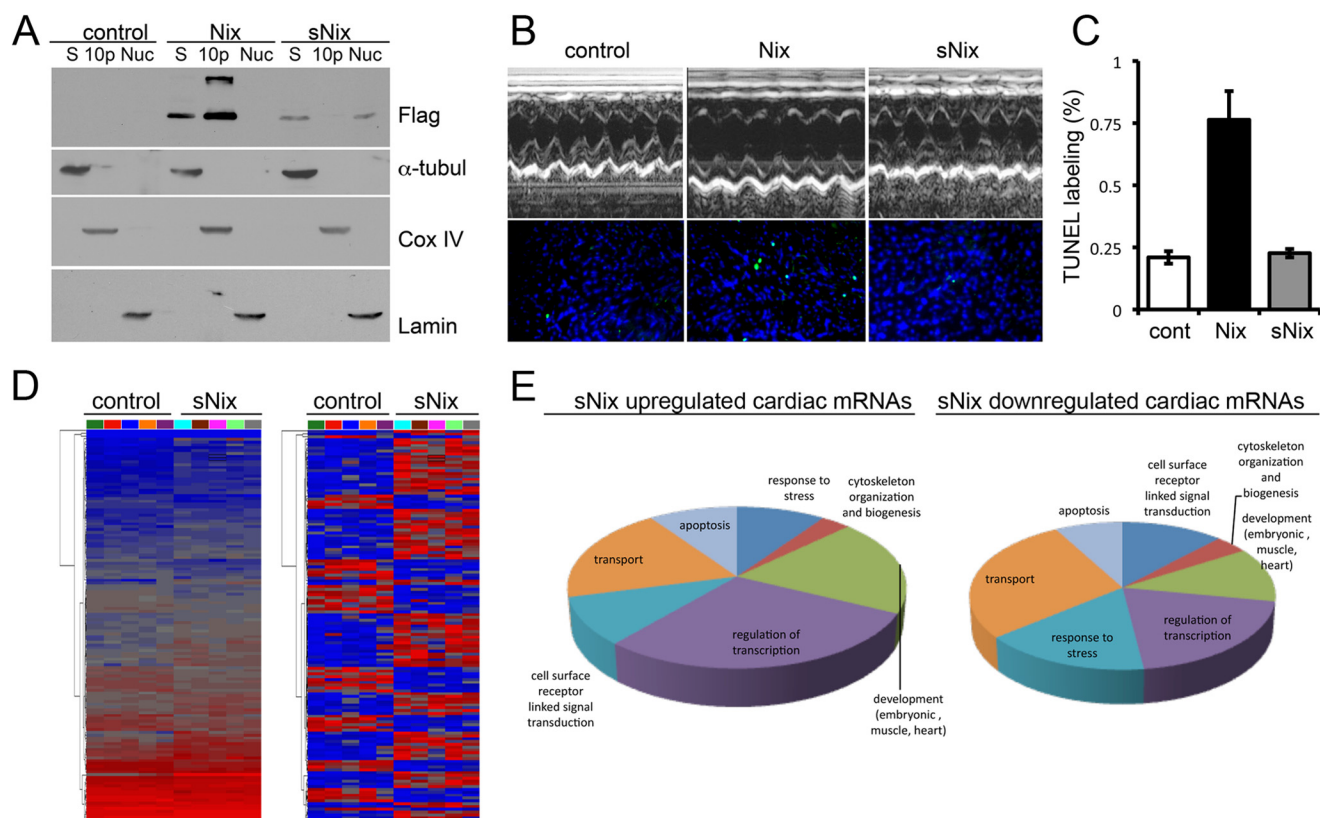 A
control Nix sNix
S 10p Nuc S 10p Nuc S 10p Nuc
Flag
α-tubul
Cox IV
Lamin
B
control Nix sNix
C
TUNEL labeling (%)
1
0.75
0.5
0.25
0
cont Nix sNix
D
control sNix
control sNix
E
sNix upregulated cardiac mRNAs
response to
stress
cytoskeleton
organization
and biogenesis
apoptosis
transport
regulation of
transcription
cell surface
receptor
linked signal
transduction
development
(embryonic ,
muscle, heart)
sNix downregulated cardiac mRNAs
cell surface
receptor
linked signal
transduction
cytoskeleton
organization
and
biogenesis
development
(embryonic ,
muscle,
heart)
apoptosis
transport
response to
stress
regulation of
transcription